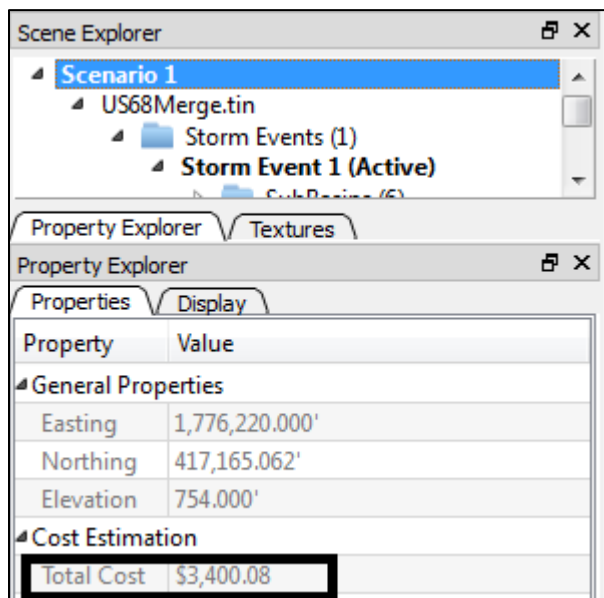 Scene Explorer
Scenario 1
US68Merge.tin
Storm Events (1)
Storm Event 1 (Active)
SubBasins (6)
Property Explorer Textures
Property Explorer
Properties Display
Property Value
General Properties
Easting 1,776,220.000'
Northing 417,165.062'
Elevation 754.000'
Cost Estimation
Total Cost $3,400.08